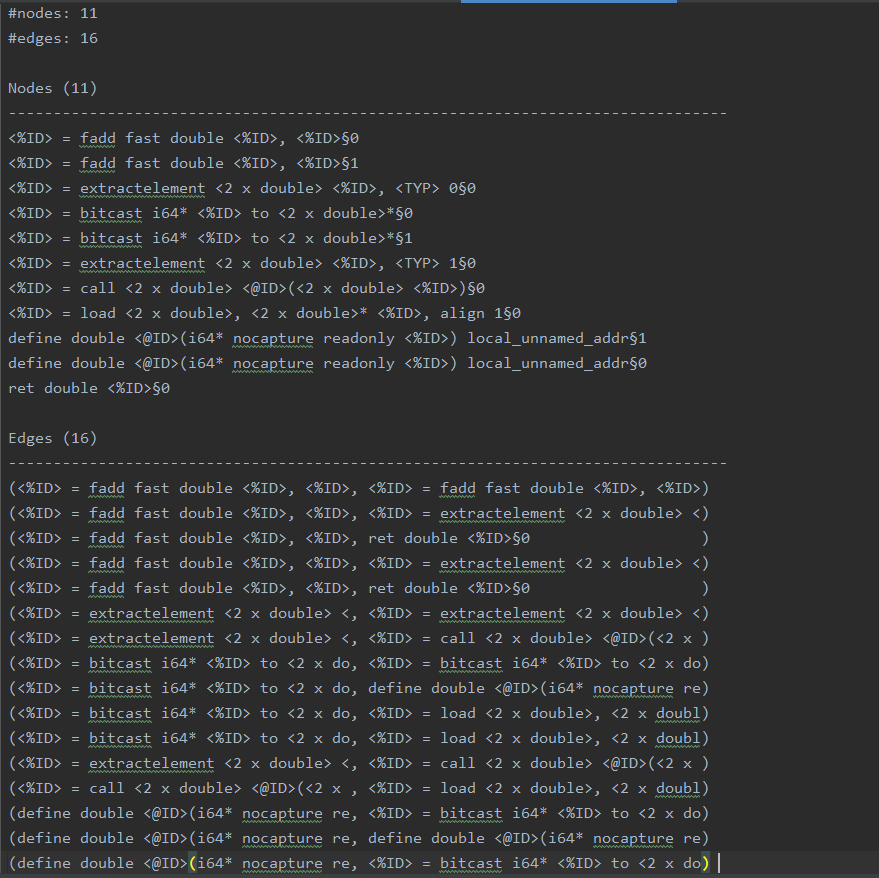 #nodes: 11
#edges: 16
Nodes (11)
--------------------------------------------------------------------------------
<%ID> = fadd fast double <%ID>, <%ID>§0
<%ID> = fadd fast double <%ID>, <%ID>§1
<%ID> = extractelement <2 x double> <%ID>, <TYP> 0§0
<%ID> = bitcast i64* <%ID> to <2 x double>*§0
<%ID> = bitcast i64* <%ID> to <2 x double>*§1
<%ID> = extractelement <2 x double> <%ID>, <TYP> 1§0
<%ID> = call <2 x double> <@ID>(<2 x double> <%ID>)§0
<%ID> = load <2 x double>, <2 x double>* <%ID>, align 1§0
define double <@ID>(i64* nocapture readonly <%ID>) local_unnamed_addr§1
define double <@ID>(i64* nocapture readonly <%ID>) local_unnamed_addr§0
ret double <%ID>§0
Edges (16)
--------------------------------------------------------------------------------
(<%ID> = fadd fast double <%ID>, <%ID>, <%ID> = fadd fast double <%ID>, <%ID>)
(<%ID> = fadd fast double <%ID>, <%ID>, <%ID> = extractelement <2 x double> <)
(<%ID> = fadd fast double <%ID>, <%ID>, ret double <%ID>§0                   )
(<%ID> = fadd fast double <%ID>, <%ID>, <%ID> = extractelement <2 x double> <)
(<%ID> = fadd fast double <%ID>, <%ID>, ret double <%ID>§0                   )
(<%ID> = extractelement <2 x double> <, <%ID> = extractelement <2 x double> <)
(<%ID> = extractelement <2 x double> <, <%ID> = call <2 x double> <@ID>(<2 x )
(<%ID> = bitcast i64* <%ID> to <2 x do, <%ID> = bitcast i64* <%ID> to <2 x do)
(<%ID> = bitcast i64* <%ID> to <2 x do, define double <@ID>(i64* nocapture re)
(<%ID> = bitcast i64* <%ID> to <2 x do, <%ID> = load <2 x double>, <2 x doubl)
(<%ID> = bitcast i64* <%ID> to <2 x do, <%ID> = load <2 x double>, <2 x doubl)
(<%ID> = extractelement <2 x double> <, <%ID> = call <2 x double> <@ID>(<2 x )
(<%ID> = call <2 x double> <@ID>(<2 x , <%ID> = load <2 x double>, <2 x doubl)
(define double <@ID>(i64* nocapture re, <%ID> = bitcast i64* <%ID> to <2 x do)
(define double <@ID>(i64* nocapture re, define double <@ID>(i64* nocapture re)
(define double <@ID>(i64* nocapture re, <%ID> = bitcast i64* <%ID> to <2 x do)